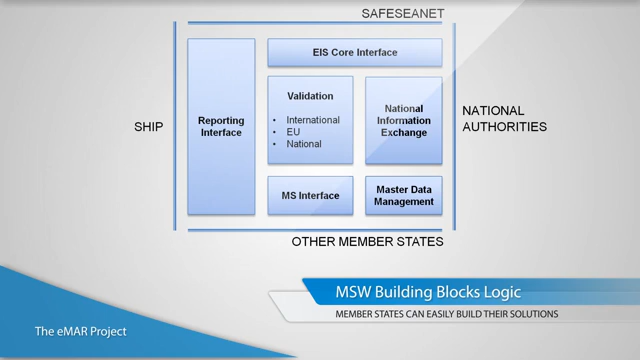 SAFESEANET
EIS Core Interface
SHIP
Reporting
Interface
Validation
• International
• EU
• National
National
Information
Exchange
NATIONAL
AUTHORITIES
MS Interface
Master Data
Management
OTHER MEMBER STATES
MSW Building Blocks Logic
MEMBER STATES CAN EASILY BUILD THEIR SOLUTIONS
The eMAR Project